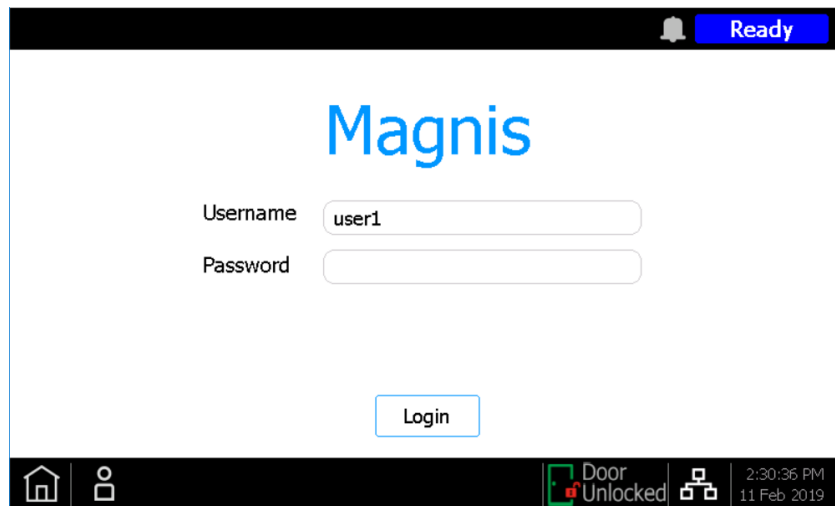 Ready
Magnis
Username
user1
Password
Login
Door
Unlocked
2:30:36 PM
11 Feb 2019